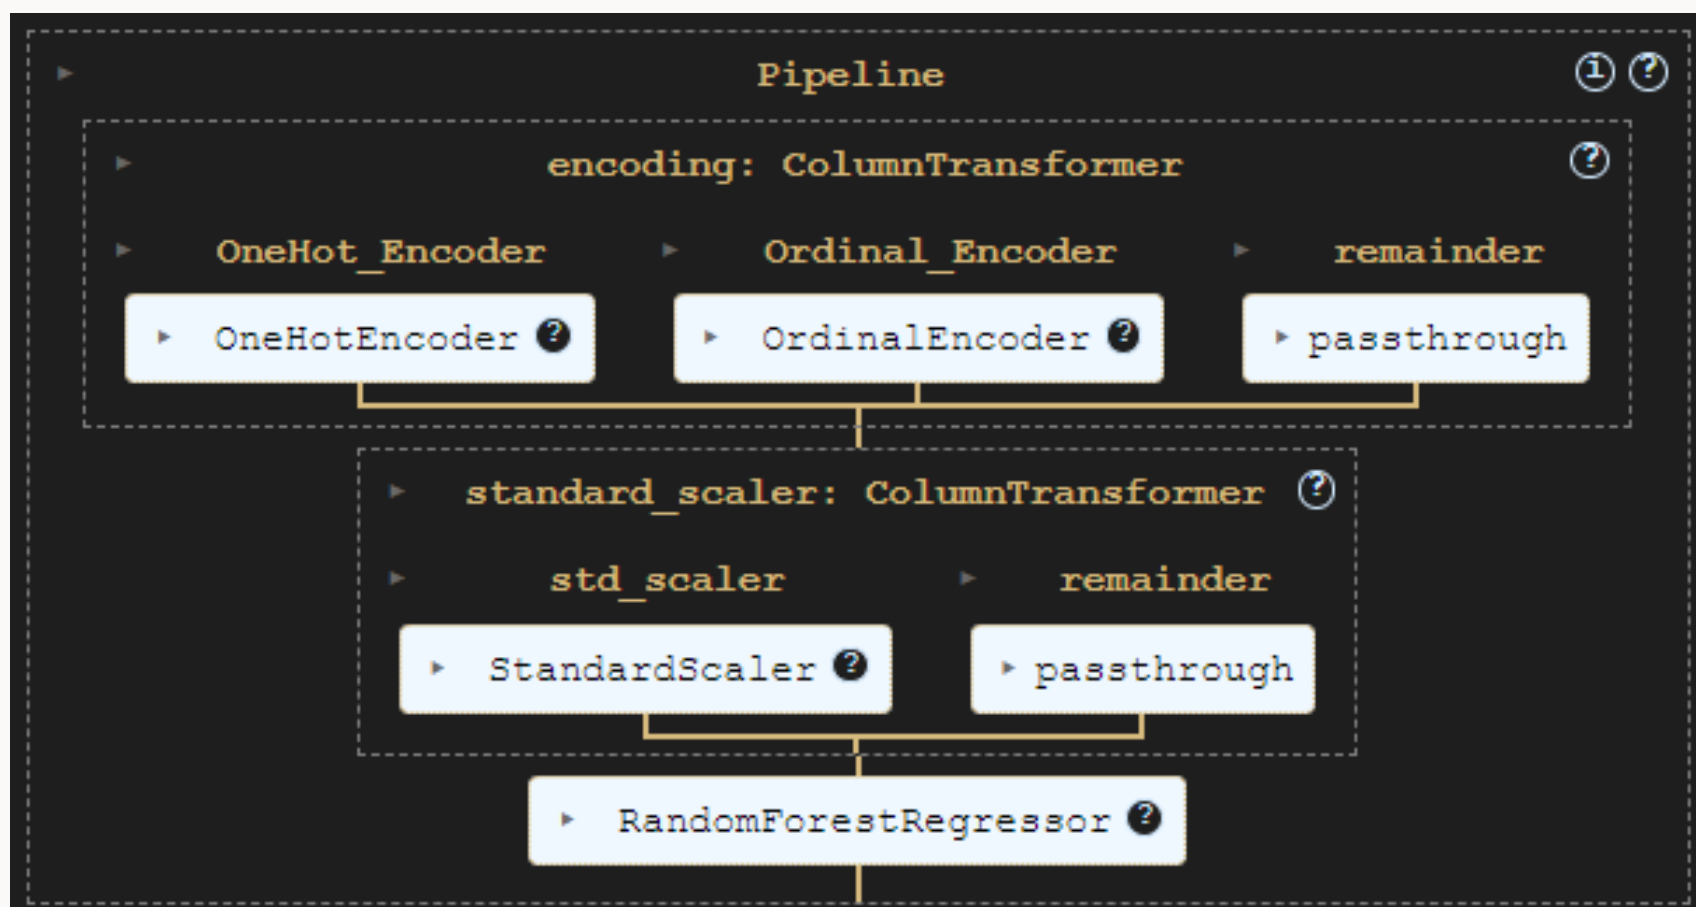 Pipeline i ?
encoding: ColumnTransformer ?
OneHot_Encoder Ordinal_Encoder remainder
OneHotEncoder ? OrdinalEncoder ? passthrough
standard_scaler: ColumnTransformer ?
std_scaler remainder
StandardScaler ? passthrough
RandomForestRegressor ?